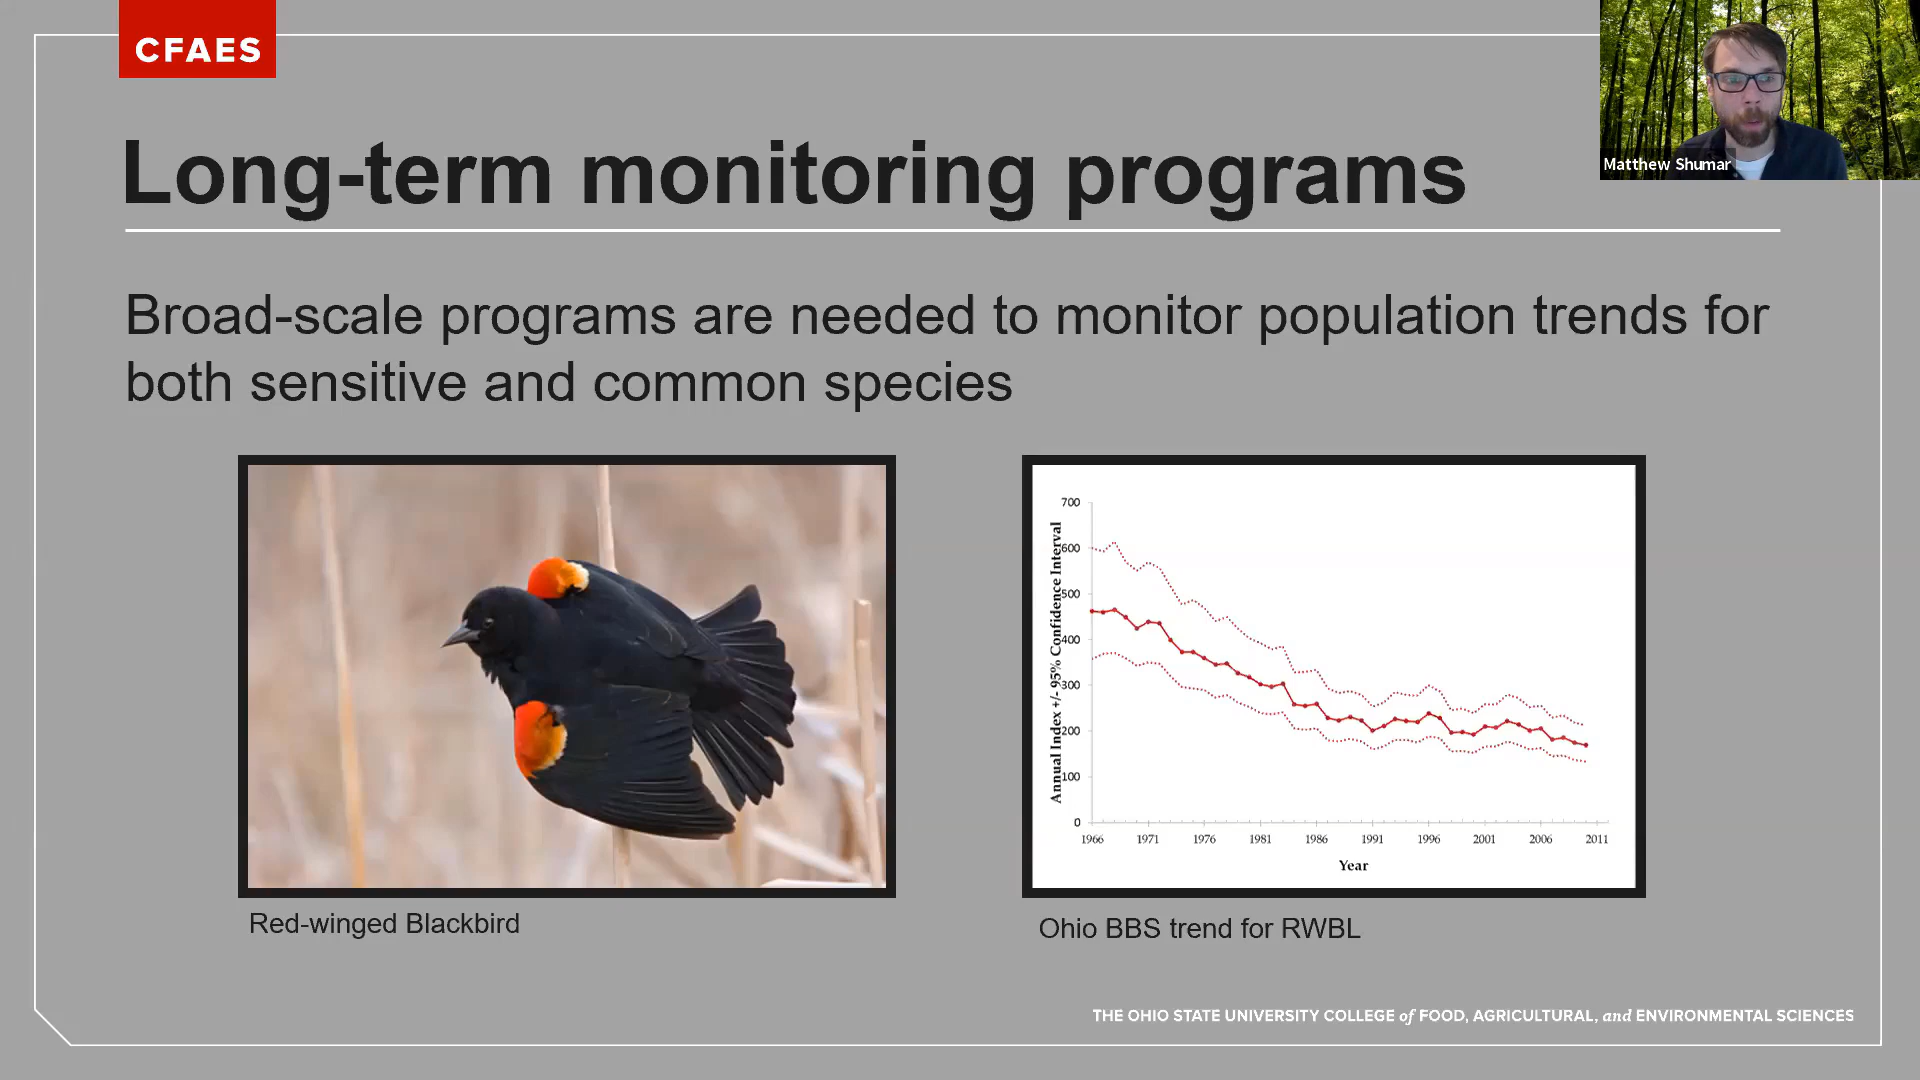 CFAES
Matthew Shumar
Long-term monitoring programs
Broad-scale programs are needed to monitor population trends for
both sensitive and common species
Red-winged Blackbird
Annual Index +/- 95% Confidence Interval
700
600
500
400
300
200
100
0
1966 1971 1976 1981 1986 1991 1996 2001 2006 2011
Year
Ohio BBS trend for RWBL
THE OHIO STATE UNIVERSITY COLLEGE of FOOD, AGRICULTURAL, and ENVIRONMENTAL SCIENCES